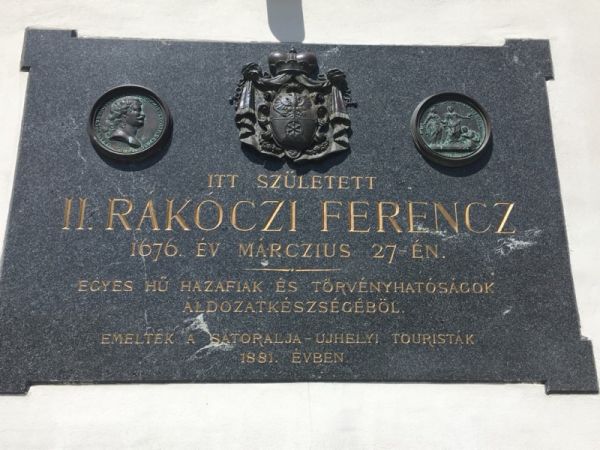 ITT SZÜLETETT
II. RAKÓCZI FERENCZ
1676. ÉV MÁRCZIUS 27-ÉN.
EGYES HŰ HAZAFIAK ÉS TÖRVÉNYHATÓSÁGOK
ÁLDOZATKÉSZSÉGÉBŐL.
EMELTÉK A SÁTORALJA-UJHELYI TOURISTÁK
1881. ÉVBEN.